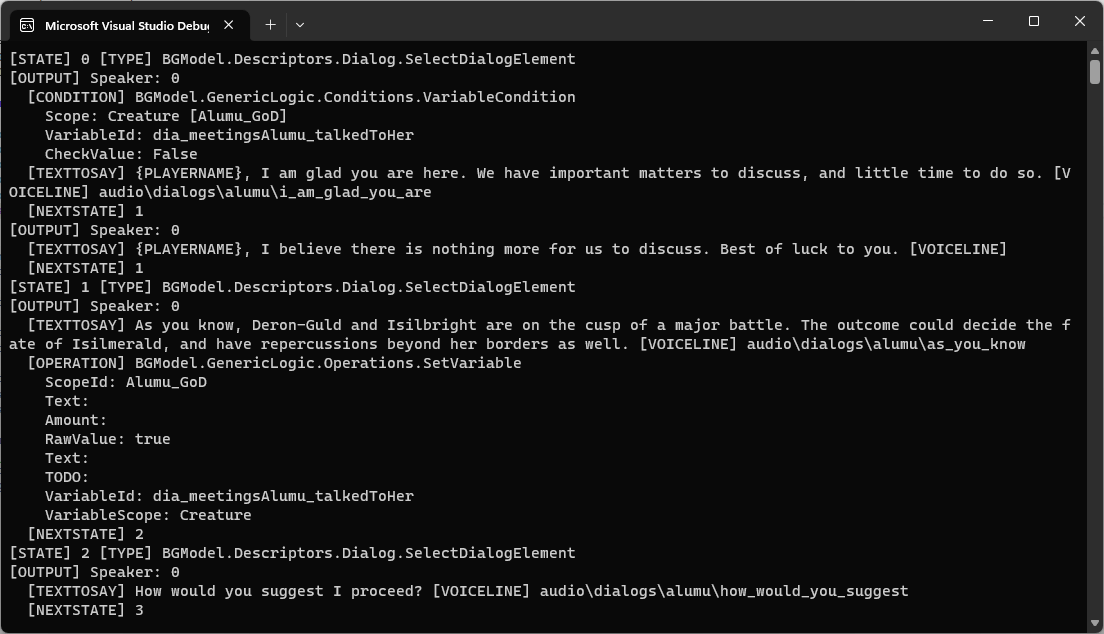 Microsoft Visual Studio Debug
[STATE] 0 [TYPE] BGModel.Descriptors.Dialog.SelectDialogElement
[OUTPUT] Speaker: 0
[CONDITION] BGModel.GenericLogic.Conditions.VariableCondition
Scope: Creature [Alumu_GoD]
VariableId: dia_meetingsAlumu_talkedToHer
CheckValue: False
[TEXTTOSAY] {PLAYERNAME}, I am glad you are here. We have important matters to discuss, and little time to do so. [V
OICELINE] audio\dialogs\alumu\i_am_glad_you_are
[NEXTSTATE] 1
[OUTPUT] Speaker: 0
[TEXTTOSAY] {PLAYERNAME}, I believe there is nothing more for us to discuss. Best of luck to you. [VOICELINE]
[NEXTSTATE] 1
[STATE] 1 [TYPE] BGModel.Descriptors.Dialog.SelectDialogElement
[OUTPUT] Speaker: 0
[TEXTTOSAY] As you know, Deron-Guld and Isilbright are on the cusp of a major battle. The outcome could decide the f
ate of Isilmerald, and have repercussions beyond her borders as well. [VOICELINE] audio\dialogs\alumu\as_you_know
[OPERATION] BGModel.GenericLogic.Operations.SetVariable
ScopeId: Alumu_GoD
Text:
Amount:
RawValue: true
Text:
TODO:
VariableId: dia_meetingsAlumu_talkedToHer
VariableScope: Creature
[NEXTSTATE] 2
[STATE] 2 [TYPE] BGModel.Descriptors.Dialog.SelectDialogElement
[OUTPUT] Speaker: 0
[TEXTTOSAY] How would you suggest I proceed? [VOICELINE] audio\dialogs\alumu\how_would_you_suggest
[NEXTSTATE] 3